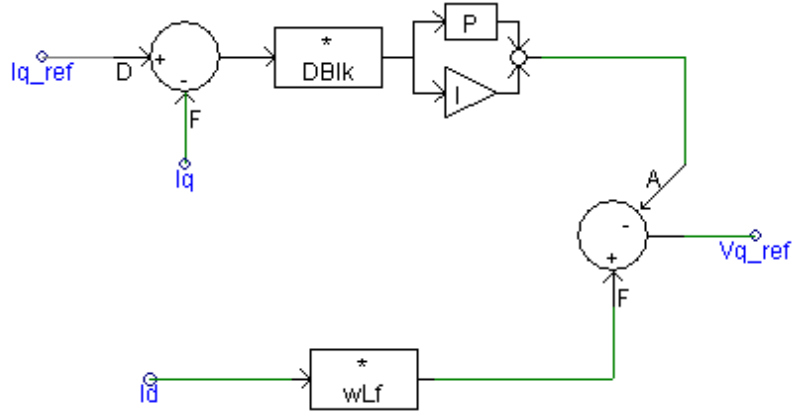 *
P
Iq_ref
D
+
-
DBlk
I
F
Iq
A
-
+
Vq_ref
F
*
Id
wLf